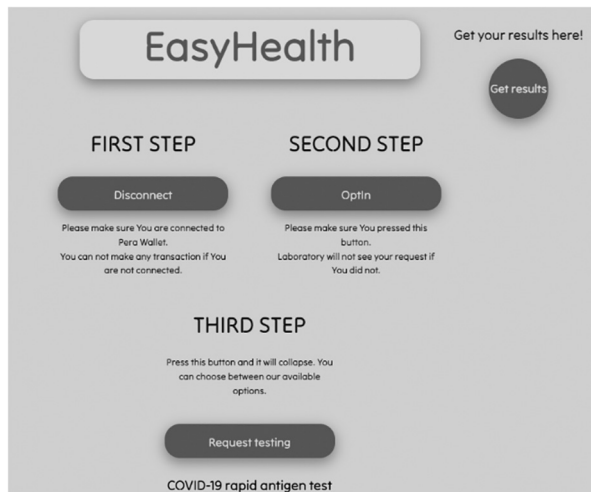 EasyHealth
Get your results here!
Get results
FIRST STEP
Disconnect
Please make sure You are connected to
Pera Wallet.
You can not make any transaction if You
are not connected.
SECOND STEP
OptIn
Please make sure You pressed this
button.
Laboratory will not see your request if
You did not.
THIRD STEP
Press this button and it will collapse. You
can choose between our available
options.
Request testing
COVID-19 rapid antigen test